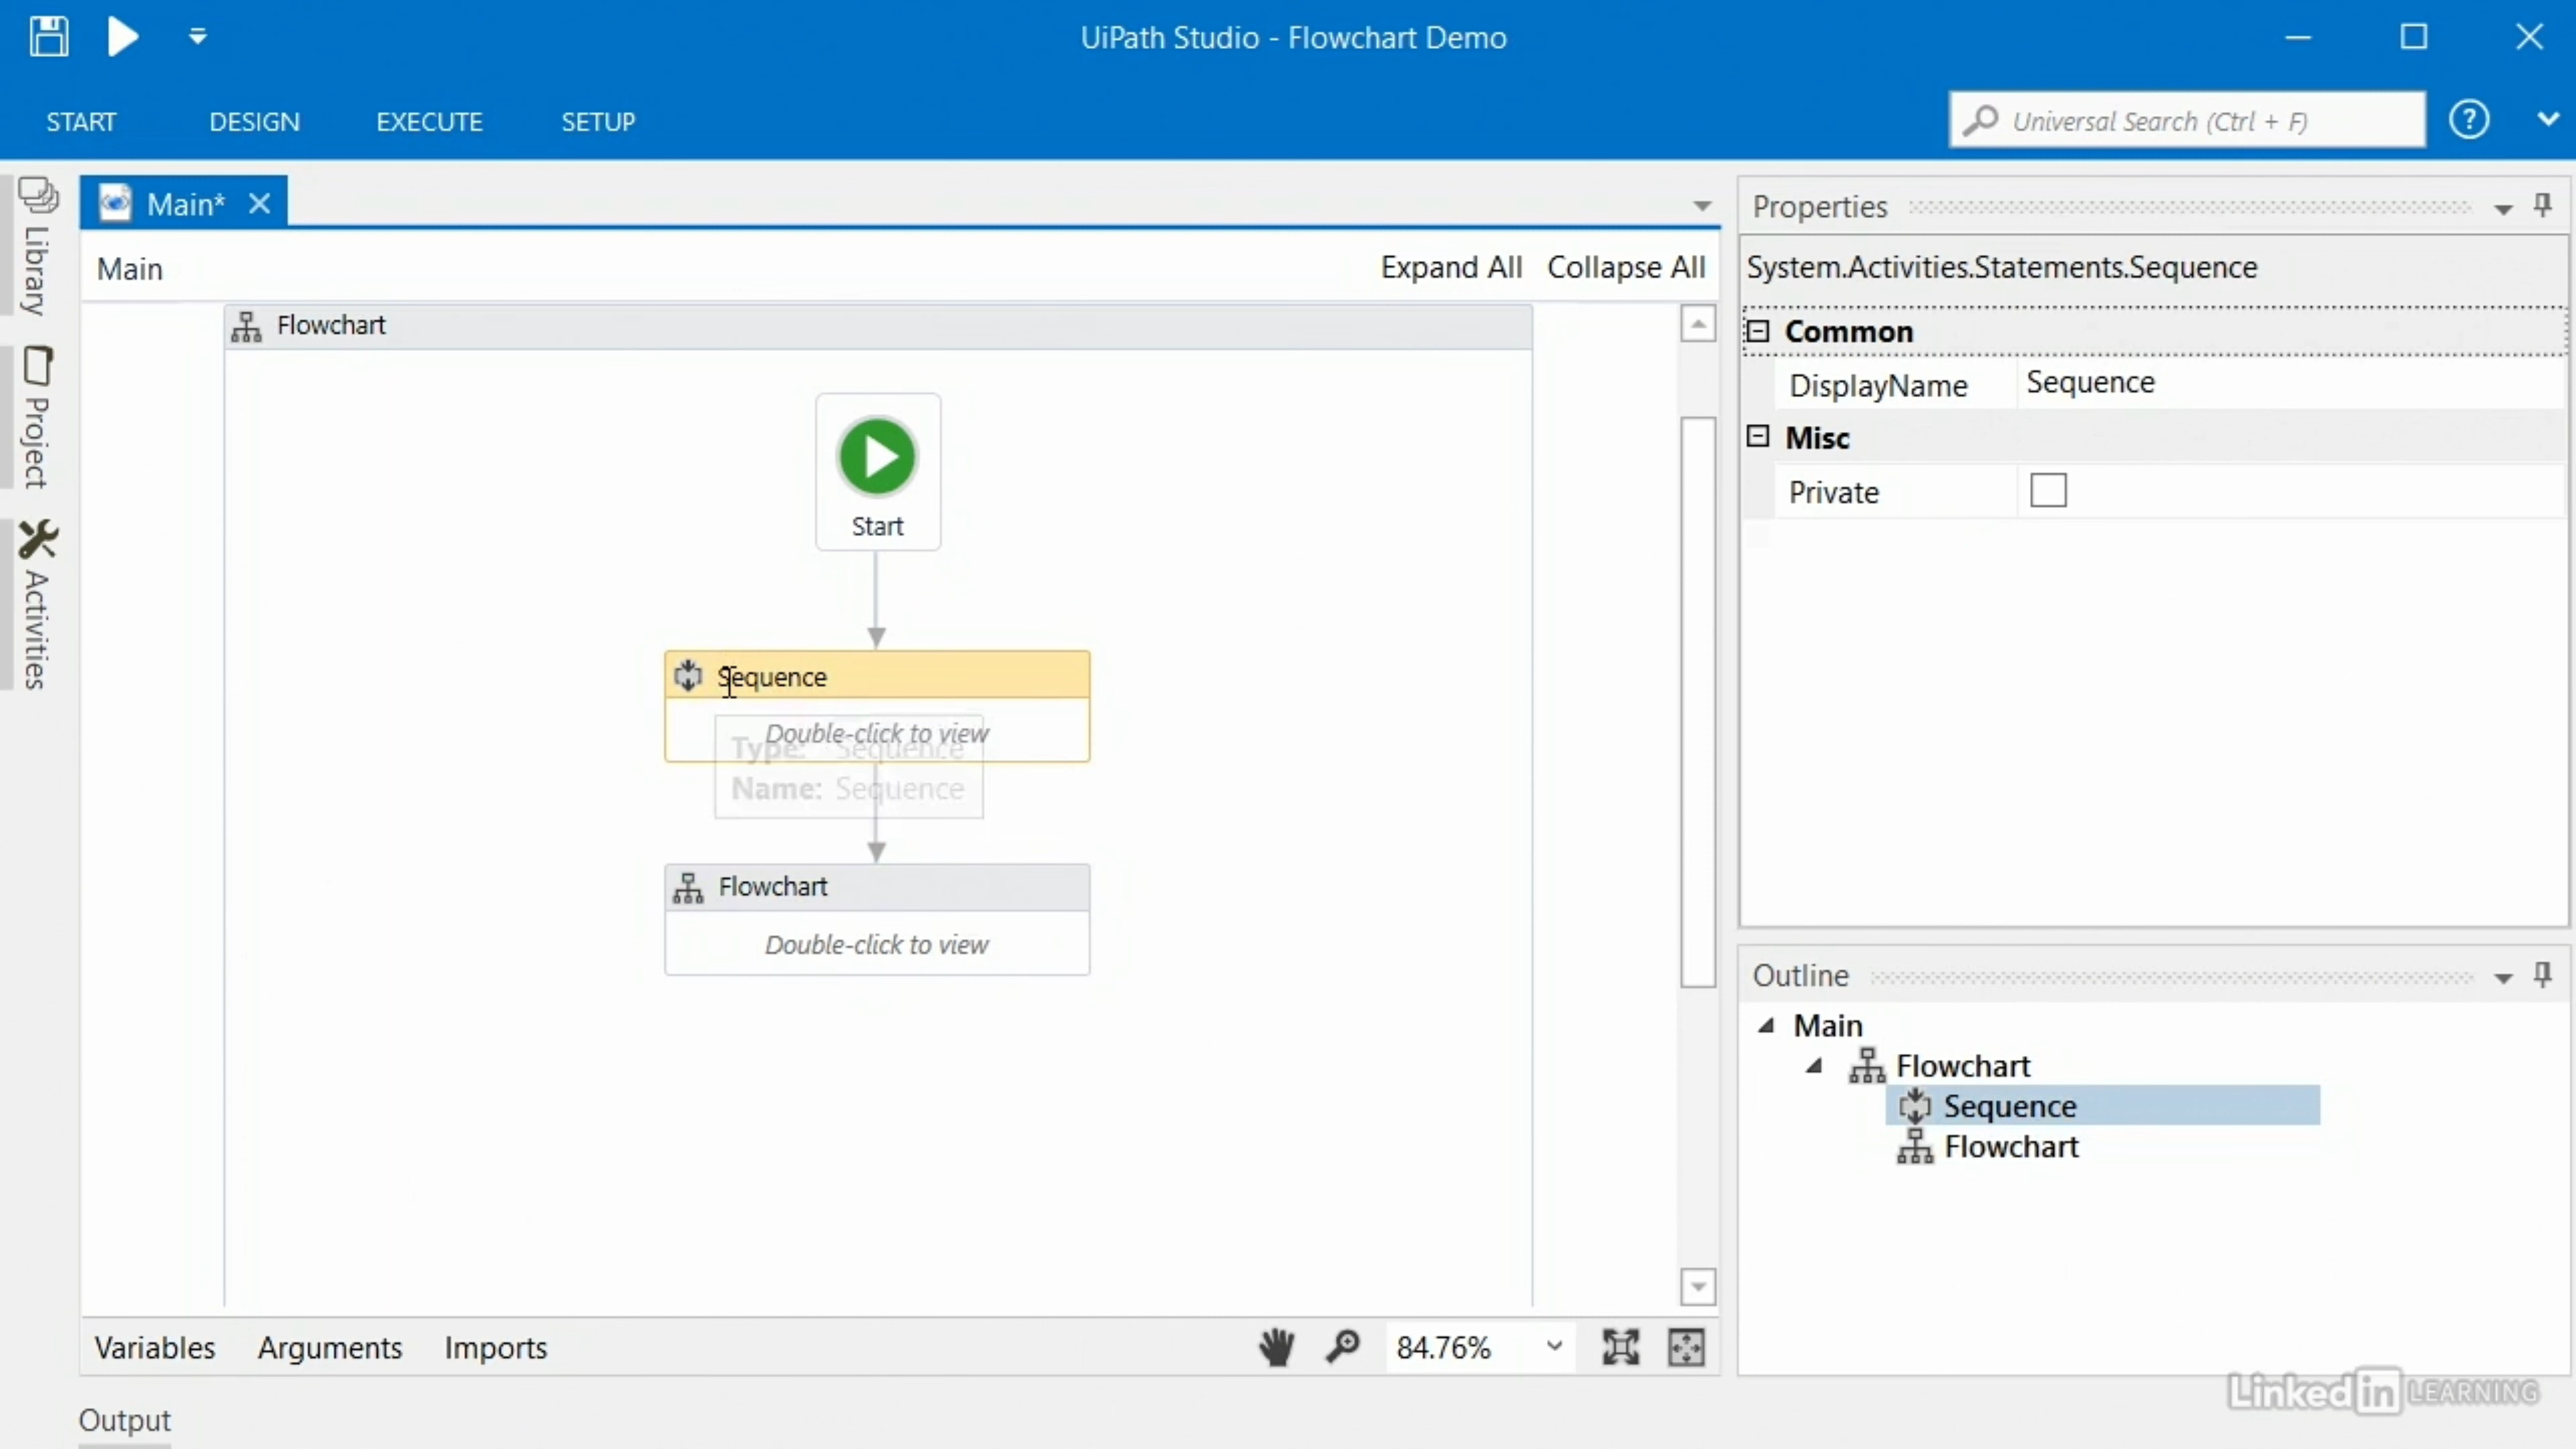 UiPath Studio - Flowchart Demo
START DESIGN EXECUTE SETUP
Universal Search (Ctrl + F)
Library
Project
Activities
Main*
Main
Expand All Collapse All
Flowchart
Start
Sequence
Double-click to view
Type: Sequence
Name: Sequence
Flowchart
Double-click to view
Variables Arguments Imports
84.76%
Output
Properties
System.Activities.Statements.Sequence
Common
DisplayName Sequence
Misc
Private
Outline
Main
Flowchart
Sequence
Flowchart
Linked in LEARNING